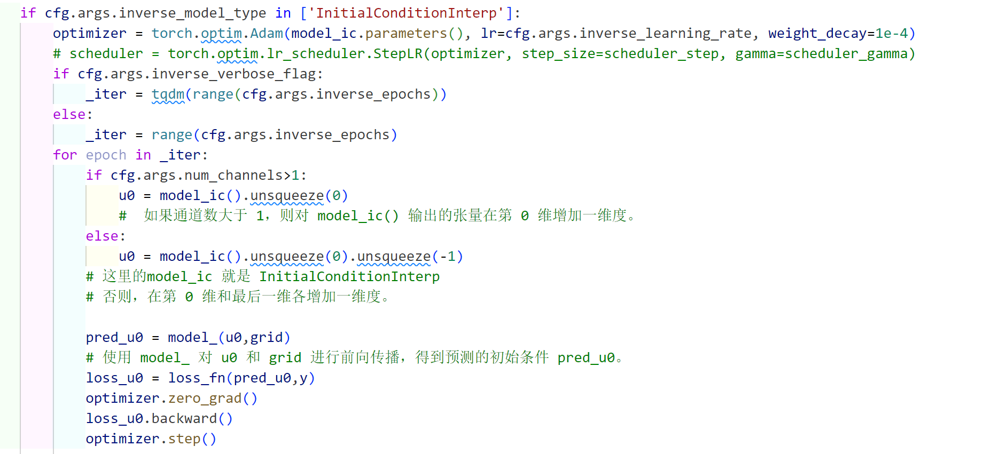 if cfg.args.inverse_model_type in ['InitialConditionInterp']:
    optimizer = torch.optim.Adam(model_ic.parameters(), lr=cfg.args.inverse_learning_rate, weight_decay=1e-4)
    # scheduler = torch.optim.lr_scheduler.StepLR(optimizer, step_size=scheduler_step, gamma=scheduler_gamma)
    if cfg.args.inverse_verbose_flag:
        _iter = tqdm(range(cfg.args.inverse_epochs))
    else:
        _iter = range(cfg.args.inverse_epochs)
    for epoch in _iter:
        if cfg.args.num_channels>1:
            u0 = model_ic().unsqueeze(0)
            #  如果通道数大于 1，则对 model_ic() 输出的张量在第 0 维增加一维度。
        else:
            u0 = model_ic().unsqueeze(0).unsqueeze(-1)
        # 这里的model_ic 就是 InitialConditionInterp
        # 否则，在第 0 维和最后一维各增加一维度。

        pred_u0 = model_(u0,grid)
        # 使用 model_ 对 u0 和 grid 进行前向传播，得到预测的初始条件 pred_u0。
        loss_u0 = loss_fn(pred_u0,y)
        optimizer.zero_grad()
        loss_u0.backward()
        optimizer.step()